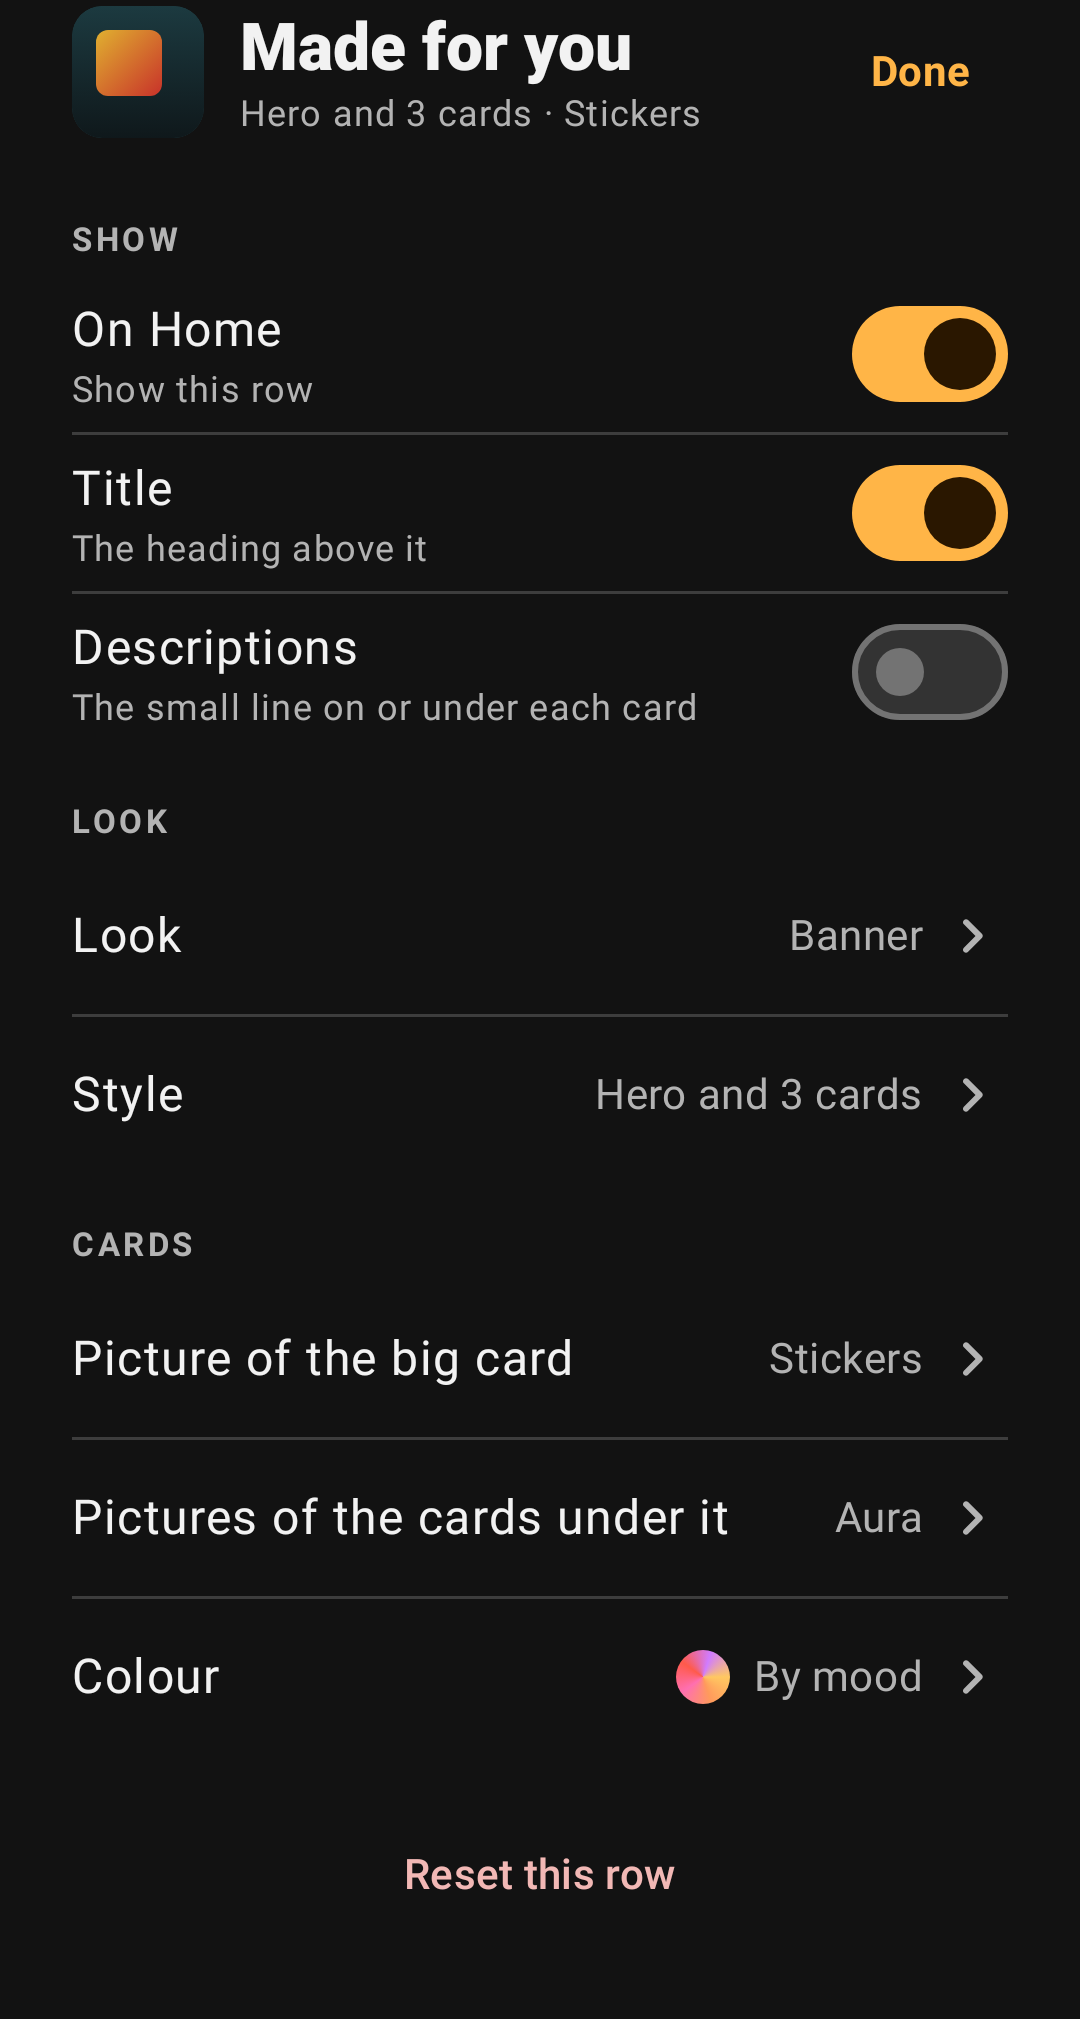 Made for you
Hero and 3 cards · Stickers
Done
SHOW
On Home
Show this row
Title
The heading above it
Descriptions
The small line on or under each card
LOOK
Look
Banner
Style
Hero and 3 cards
CARDS
Picture of the big card
Stickers
Pictures of the cards under it
Aura
Colour
By mood
Reset this row